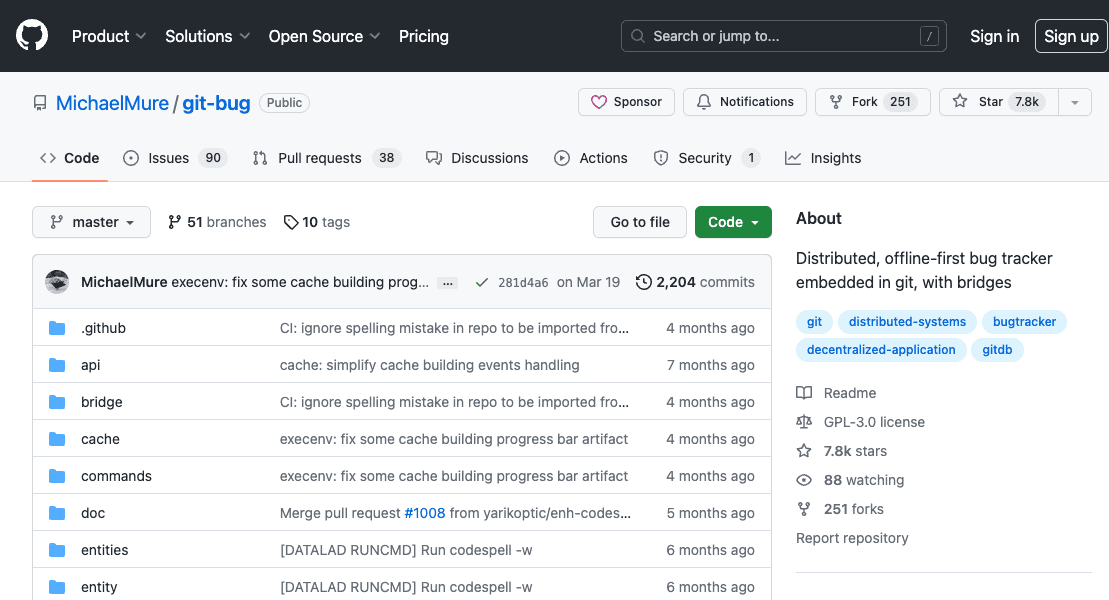 Product Solutions Open Source Pricing Search or jump to... / Sign in Sign up
MichaelMure / git-bug Public Sponsor Notifications Fork 251 Star 7.8k
Code Issues 90 Pull requests 38 Discussions Actions Security 1 Insights
master 51 branches 10 tags Go to file Code
MichaelMure execenv: fix some cache building prog... ... 281d4a6 on Mar 19 2,204 commits
.github CI: ignore spelling mistake in repo to be imported fro... 4 months ago
api cache: simplify cache building events handling 7 months ago
bridge CI: ignore spelling mistake in repo to be imported fro... 4 months ago
cache execenv: fix some cache building progress bar artifact 4 months ago
commands execenv: fix some cache building progress bar artifact 4 months ago
doc Merge pull request #1008 from yarikoptic/enh-codes... 5 months ago
entities [DATALAD RUNCMD] Run codespell -w 6 months ago
entity [DATALAD RUNCMD] Run codespell -w 6 months ago
About
Distributed, offline-first bug tracker
embedded in git, with bridges
git distributed-systems bugtracker
decentralized-application gitdb
Readme
GPL-3.0 license
7.8k stars
88 watching
251 forks
Report repository